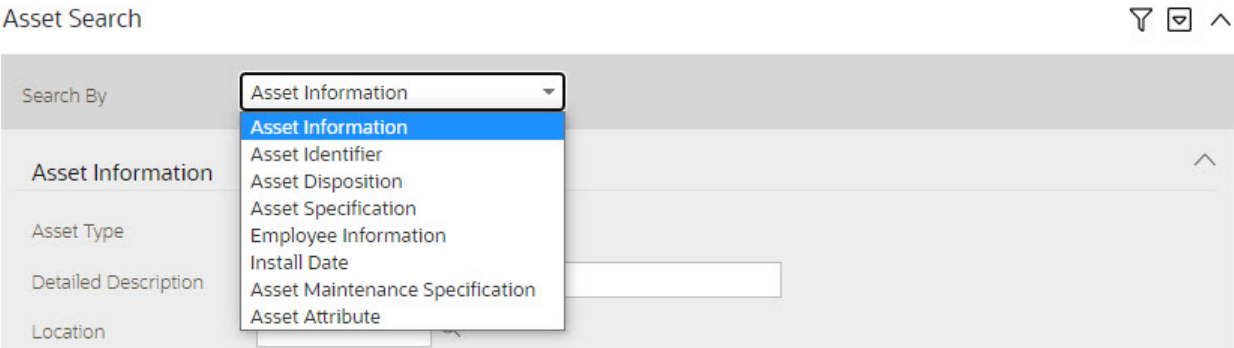 Asset Search
Search By
Asset Information
Asset Information
Asset Identifier
Asset Disposition
Asset Specification
Employee Information
Install Date
Asset Maintenance Specification
Asset Attribute
Asset Information
Asset Type
Detailed Description
Location